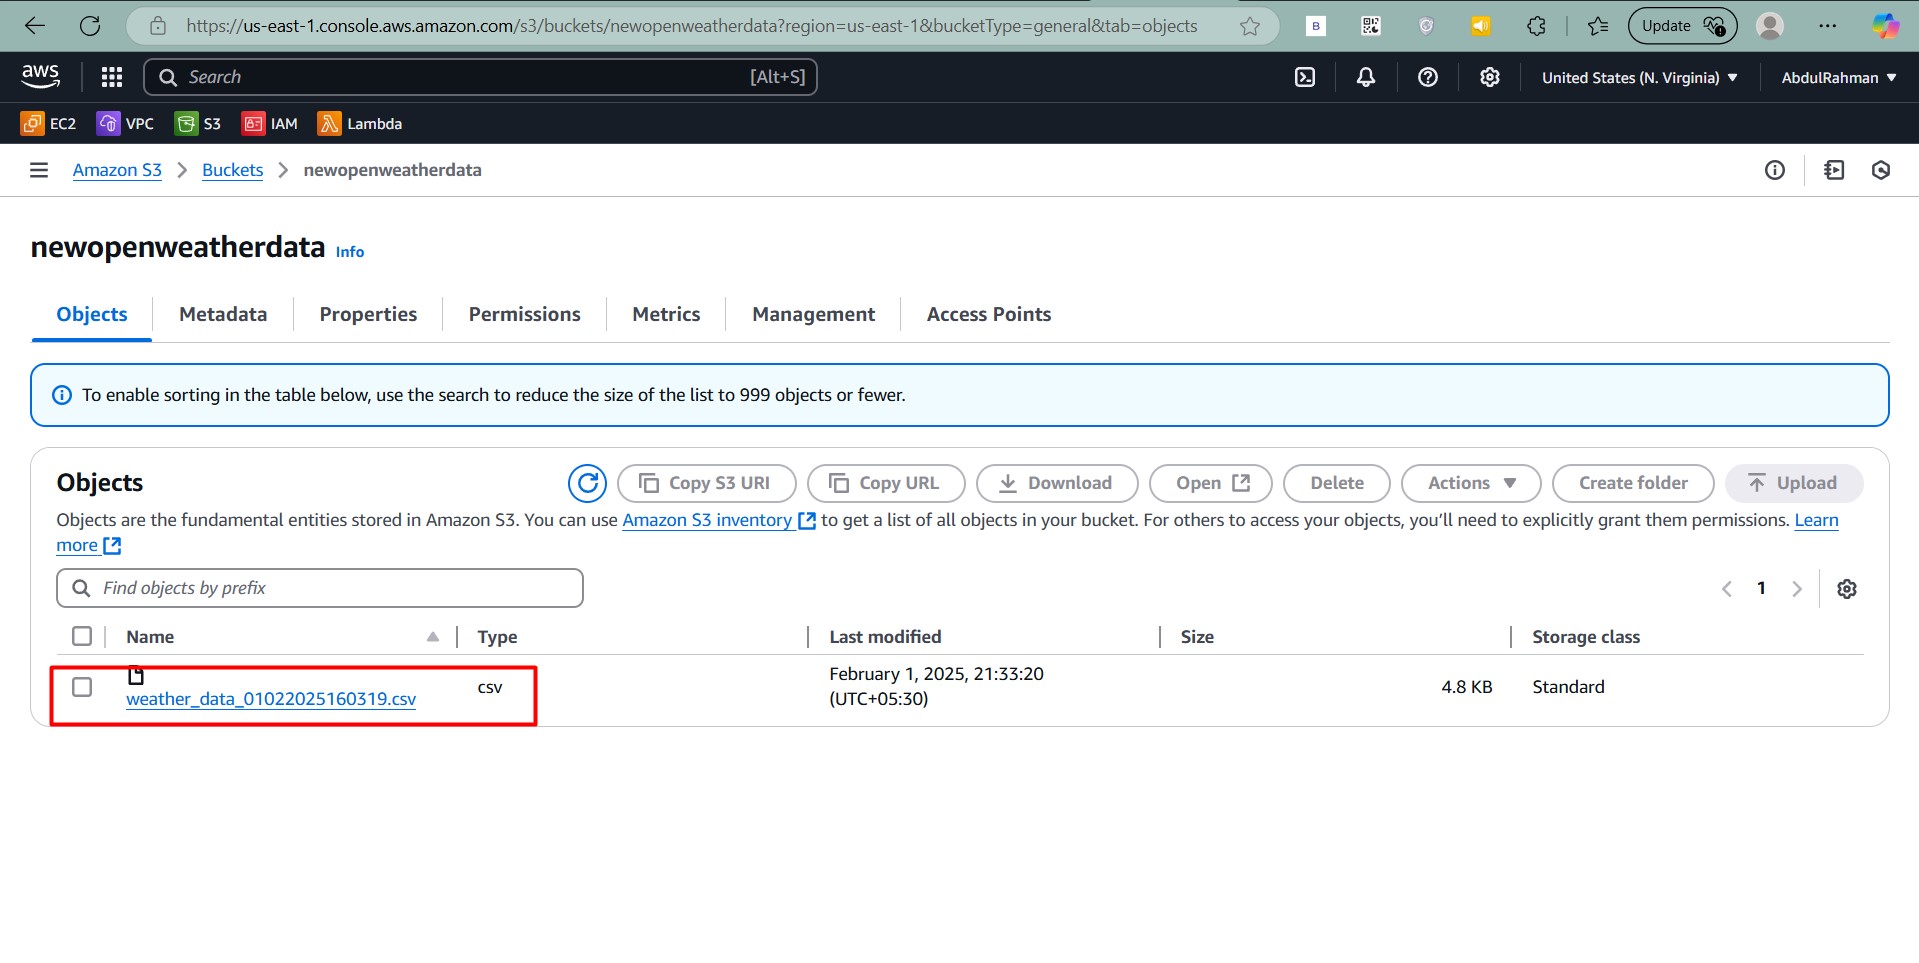 https://us-east-1.console.aws.amazon.com/s3/buckets/newopenweatherdata?region=us-east-1&bucketType=general&tab=objects
B
Update
aws
Search
[Alt+S]
United States (N. Virginia)
AbdulRahman
EC2
VPC
S3
IAM
Lambda
Amazon S3
Buckets
newopenweatherdata
newopenweatherdata Info
Objects
Metadata
Properties
Permissions
Metrics
Management
Access Points
To enable sorting in the table below, use the search to reduce the size of the list to 999 objects or fewer.
Objects
Copy S3 URI
Copy URL
Download
Open
Delete
Actions
Create folder
Upload
Objects are the fundamental entities stored in Amazon S3. You can use Amazon S3 inventory to get a list of all objects in your bucket. For others to access your objects, you’ll need to explicitly grant them permissions. Learn
more
Find objects by prefix
1
Name
Type
Last modified
Size
Storage class
weather_data_01022025160319.csv
csv
February 1, 2025, 21:33:20
(UTC+05:30)
4.8 KB
Standard